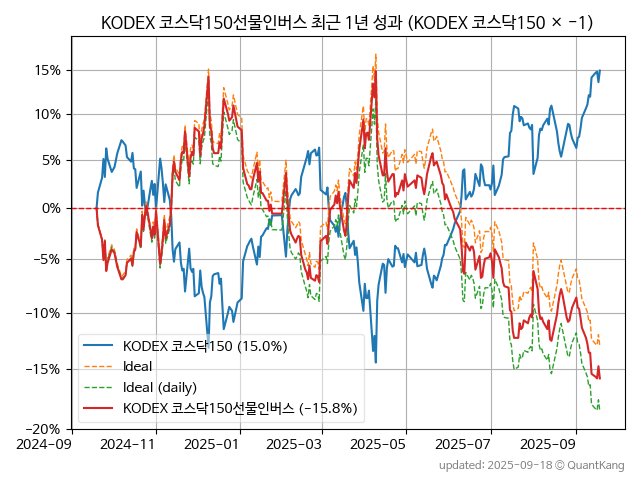 KODEX 코스닥150선물인버스 최근 1년 성과 (KODEX 코스닥150 × −1)
15%
10%
5%
0%
−5%
−10%
−15%
−20%
KODEX 코스닥150 (15.0%)
Ideal
Ideal (daily)
KODEX 코스닥150선물인버스 (−15.8%)
2024-09 2024-11 2025-01 2025-03 2025-05 2025-07 2025-09
updated: 2025-09-18 © QuantKang